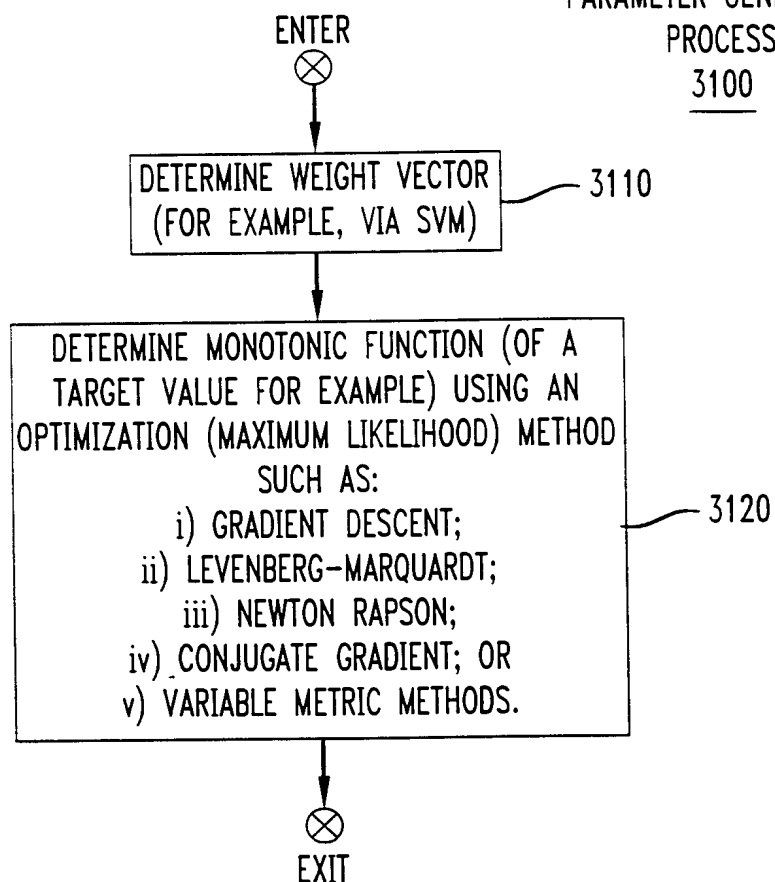 PARAMETER
PROCESS
3100
ENTER
DETERMINE WEIGHT VECTOR
(FOR EXAMPLE, VIA SVM)
3110
DETERMINE MONOTONIC FUNCTION (OF A
TARGET VALUE FOR EXAMPLE) USING AN
OPTIMIZATION (MAXIMUM LIKELIHOOD) METHOD
SUCH AS:
i) GRADIENT DESCENT;
ii) LEVENBERG-MARQUARDT;
iii) NEWTON RAPSON;
iv) CONJUGATE GRADIENT; OR
v) VARIABLE METRIC METHODS.
3120
EXIT